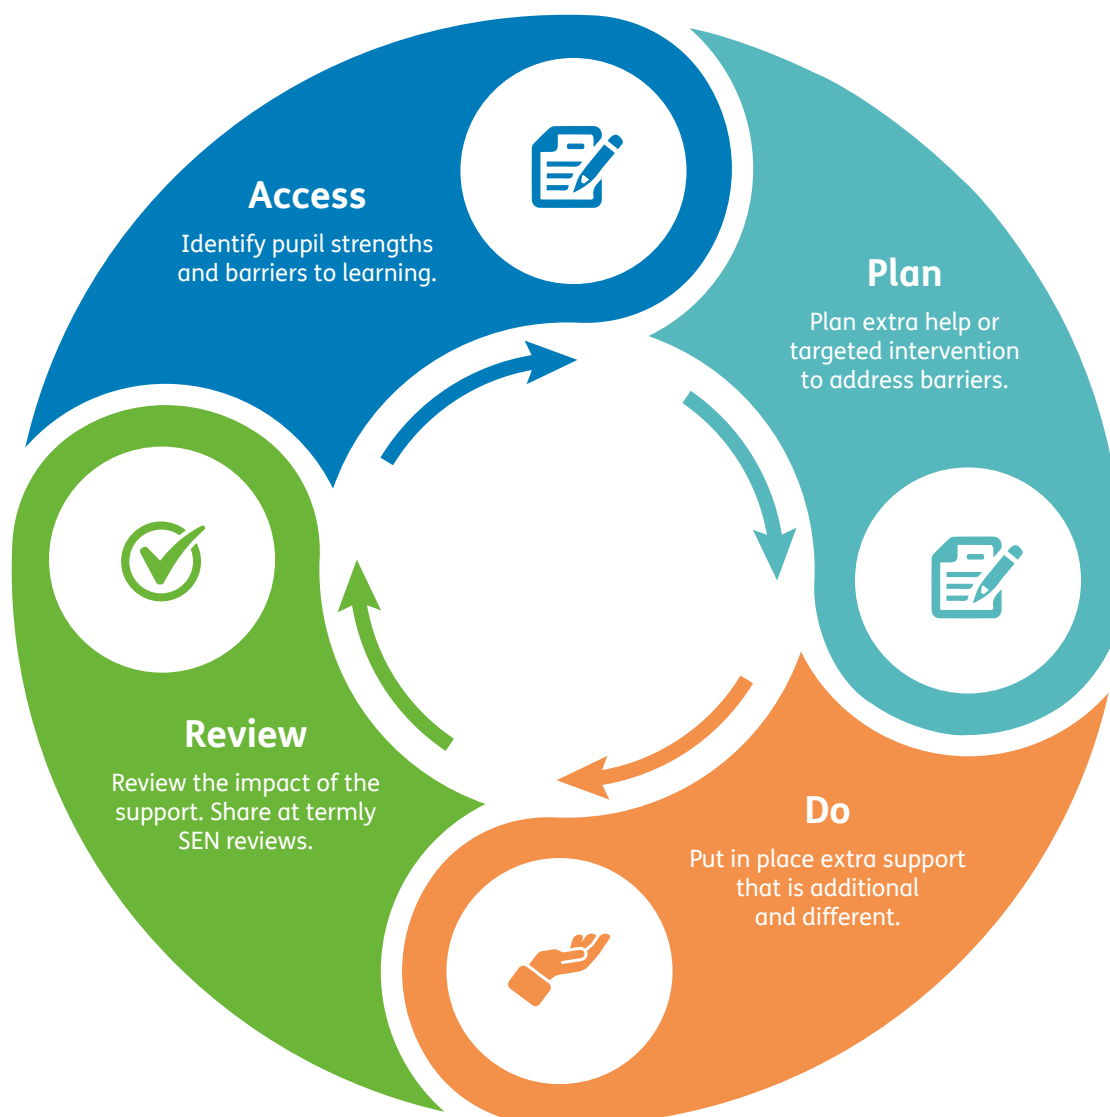 Access
Identify pupil strengths
and barriers to learning.
Plan
Plan extra help or
targeted intervention
to address barriers.
Do
Put in place extra support
that is additional
and different.
Review
Review the impact of the
support. Share at termly
SEN reviews.